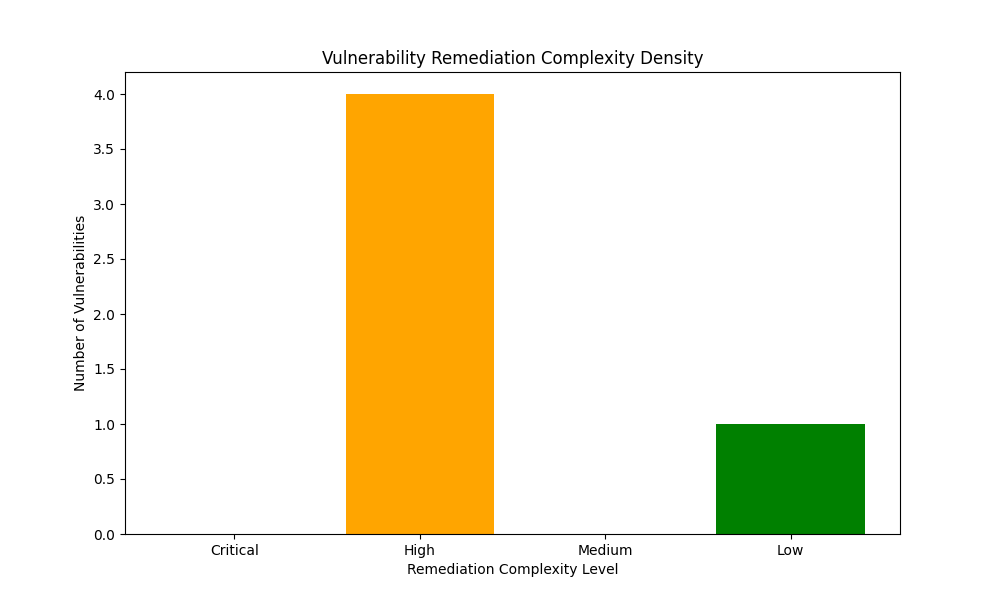 Vulnerability Remediation Complexity Density
4.0
3.5
3.0
2.5
2.0
1.5
1.0
0.5
0.0
Number of Vulnerabilities
Critical High Medium Low
Remediation Complexity Level